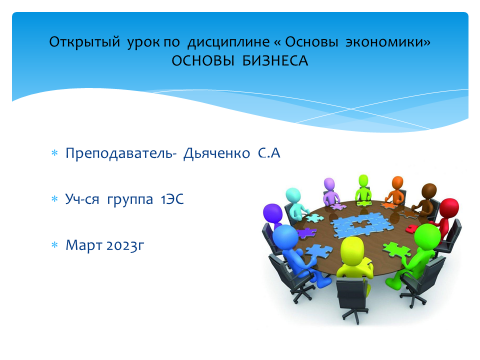 Открытый урок по дисциплине « Основы экономики»
ОСНОВЫ БИЗНЕСА
Преподаватель- Дьяченко С.А
Уч-ся группа 1ЭС
Март 2023г